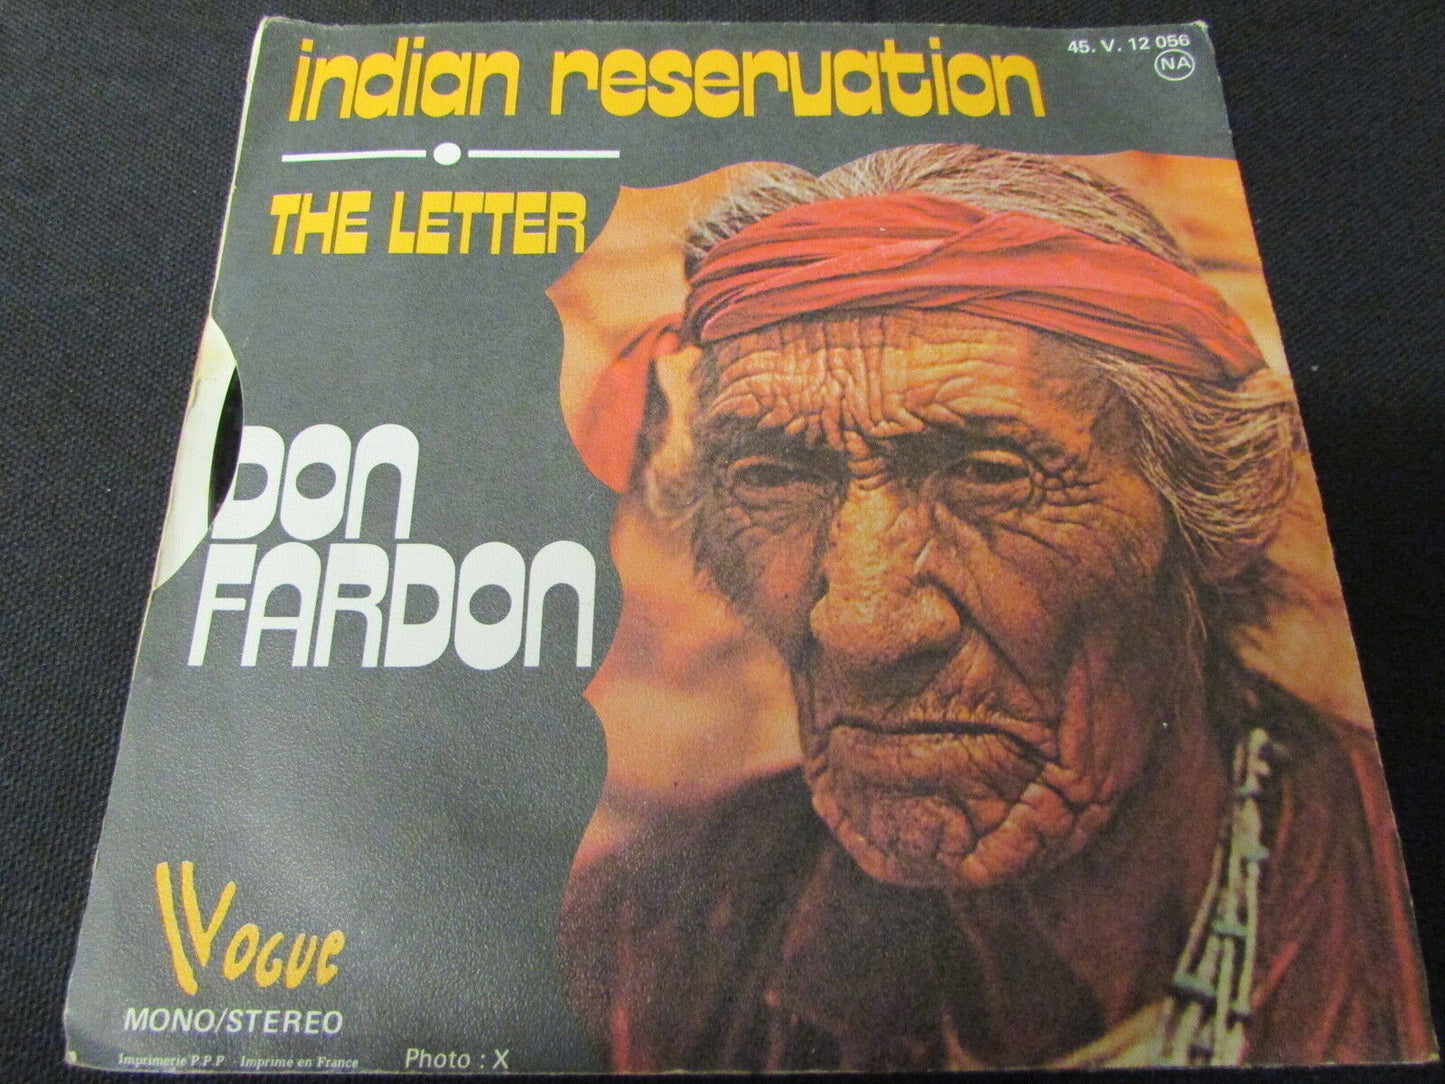 indian reservation
45. V. 12 056
NA
THE LETTER
DON
FARDON
VOGUE
MONO/STEREO
Imprimerie P.P.P. - Imprimé en France
Photo : X